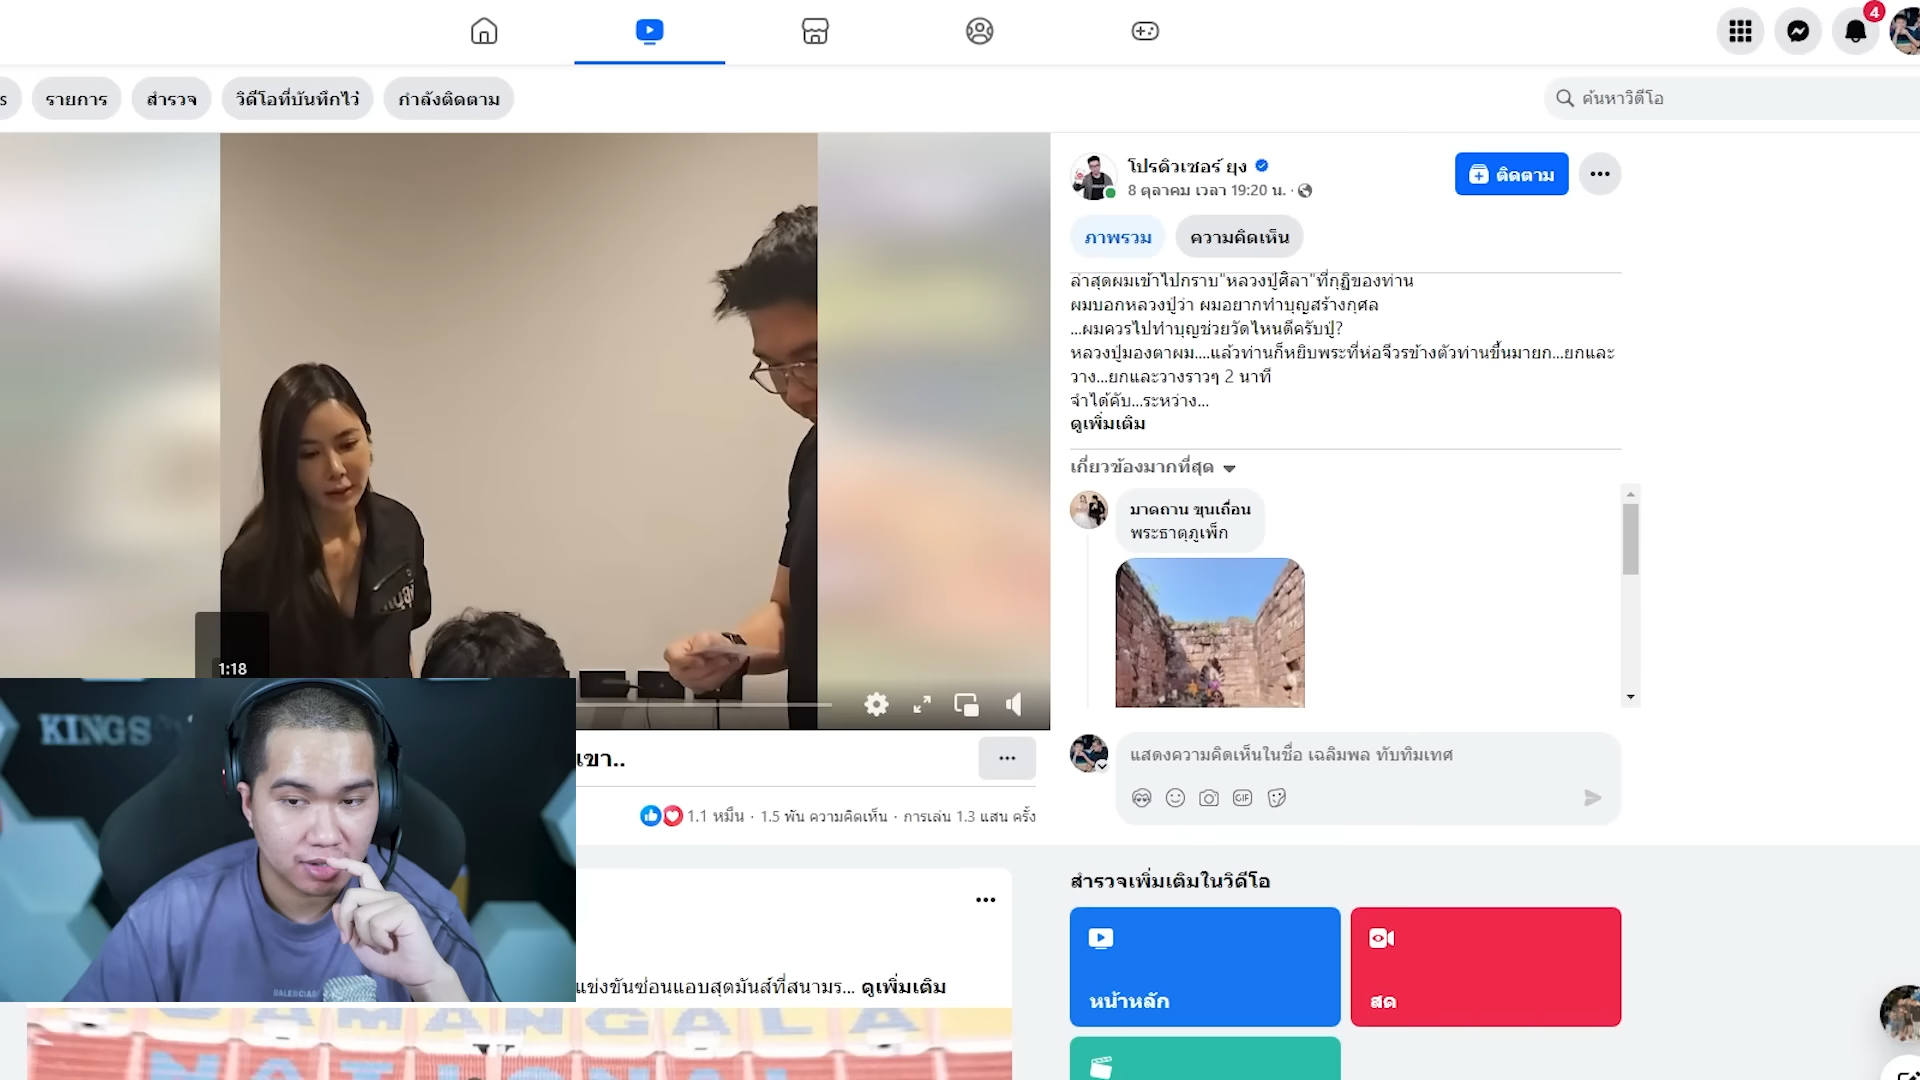 4
s
รายการ
สำรวจ
วิดีโอที่บันทึกไว้
กำลังติดตาม
ค้นหาวิดีโอ
โปรดิวเซอร์ ยุง
8 ตุลาคม เวลา 19:20 น. ·
ติดตาม
ภาพรวม
ความคิดเห็น
ล่าสุดผมเข้าไปกราบ"หลวงปู่ศิลา"ที่กุฏิของท่าน
ผมบอกหลวงปู่ว่า ผมอยากทำบุญสร้างกุศล
...ผมควรไปทำบุญช่วยวัดไหนดีครับปู่?
หลวงปู่มองตาผม....แล้วท่านก็หยิบพระที่ห่อจีวรข้างตัวท่านขึ้นมายก...ยกและ
วาง...ยกและวางราวๆ 2 นาที
จำได้คับ...ระหว่าง...
ดูเพิ่มเติม
เกี่ยวข้องมากที่สุด
มาดถาน ขุนเถื่อน
พระธาตุภูเพ็ก
1:18
KINGS
เขา..
แสดงความคิดเห็นในชื่อ เฉลิมพล ทับทิมเทศ
GIF
1.1 หมื่น · 1.5 พัน ความคิดเห็น · การเล่น 1.3 แสน ครั้ง
สำรวจเพิ่มเติมในวิดีโอ
หน้าหลัก
สด
แข่งขันซ่อนแอบสุดมันส์ที่สนามร... ดูเพิ่มเติม
BALENCIAG
AMANGALA
NATIONAL